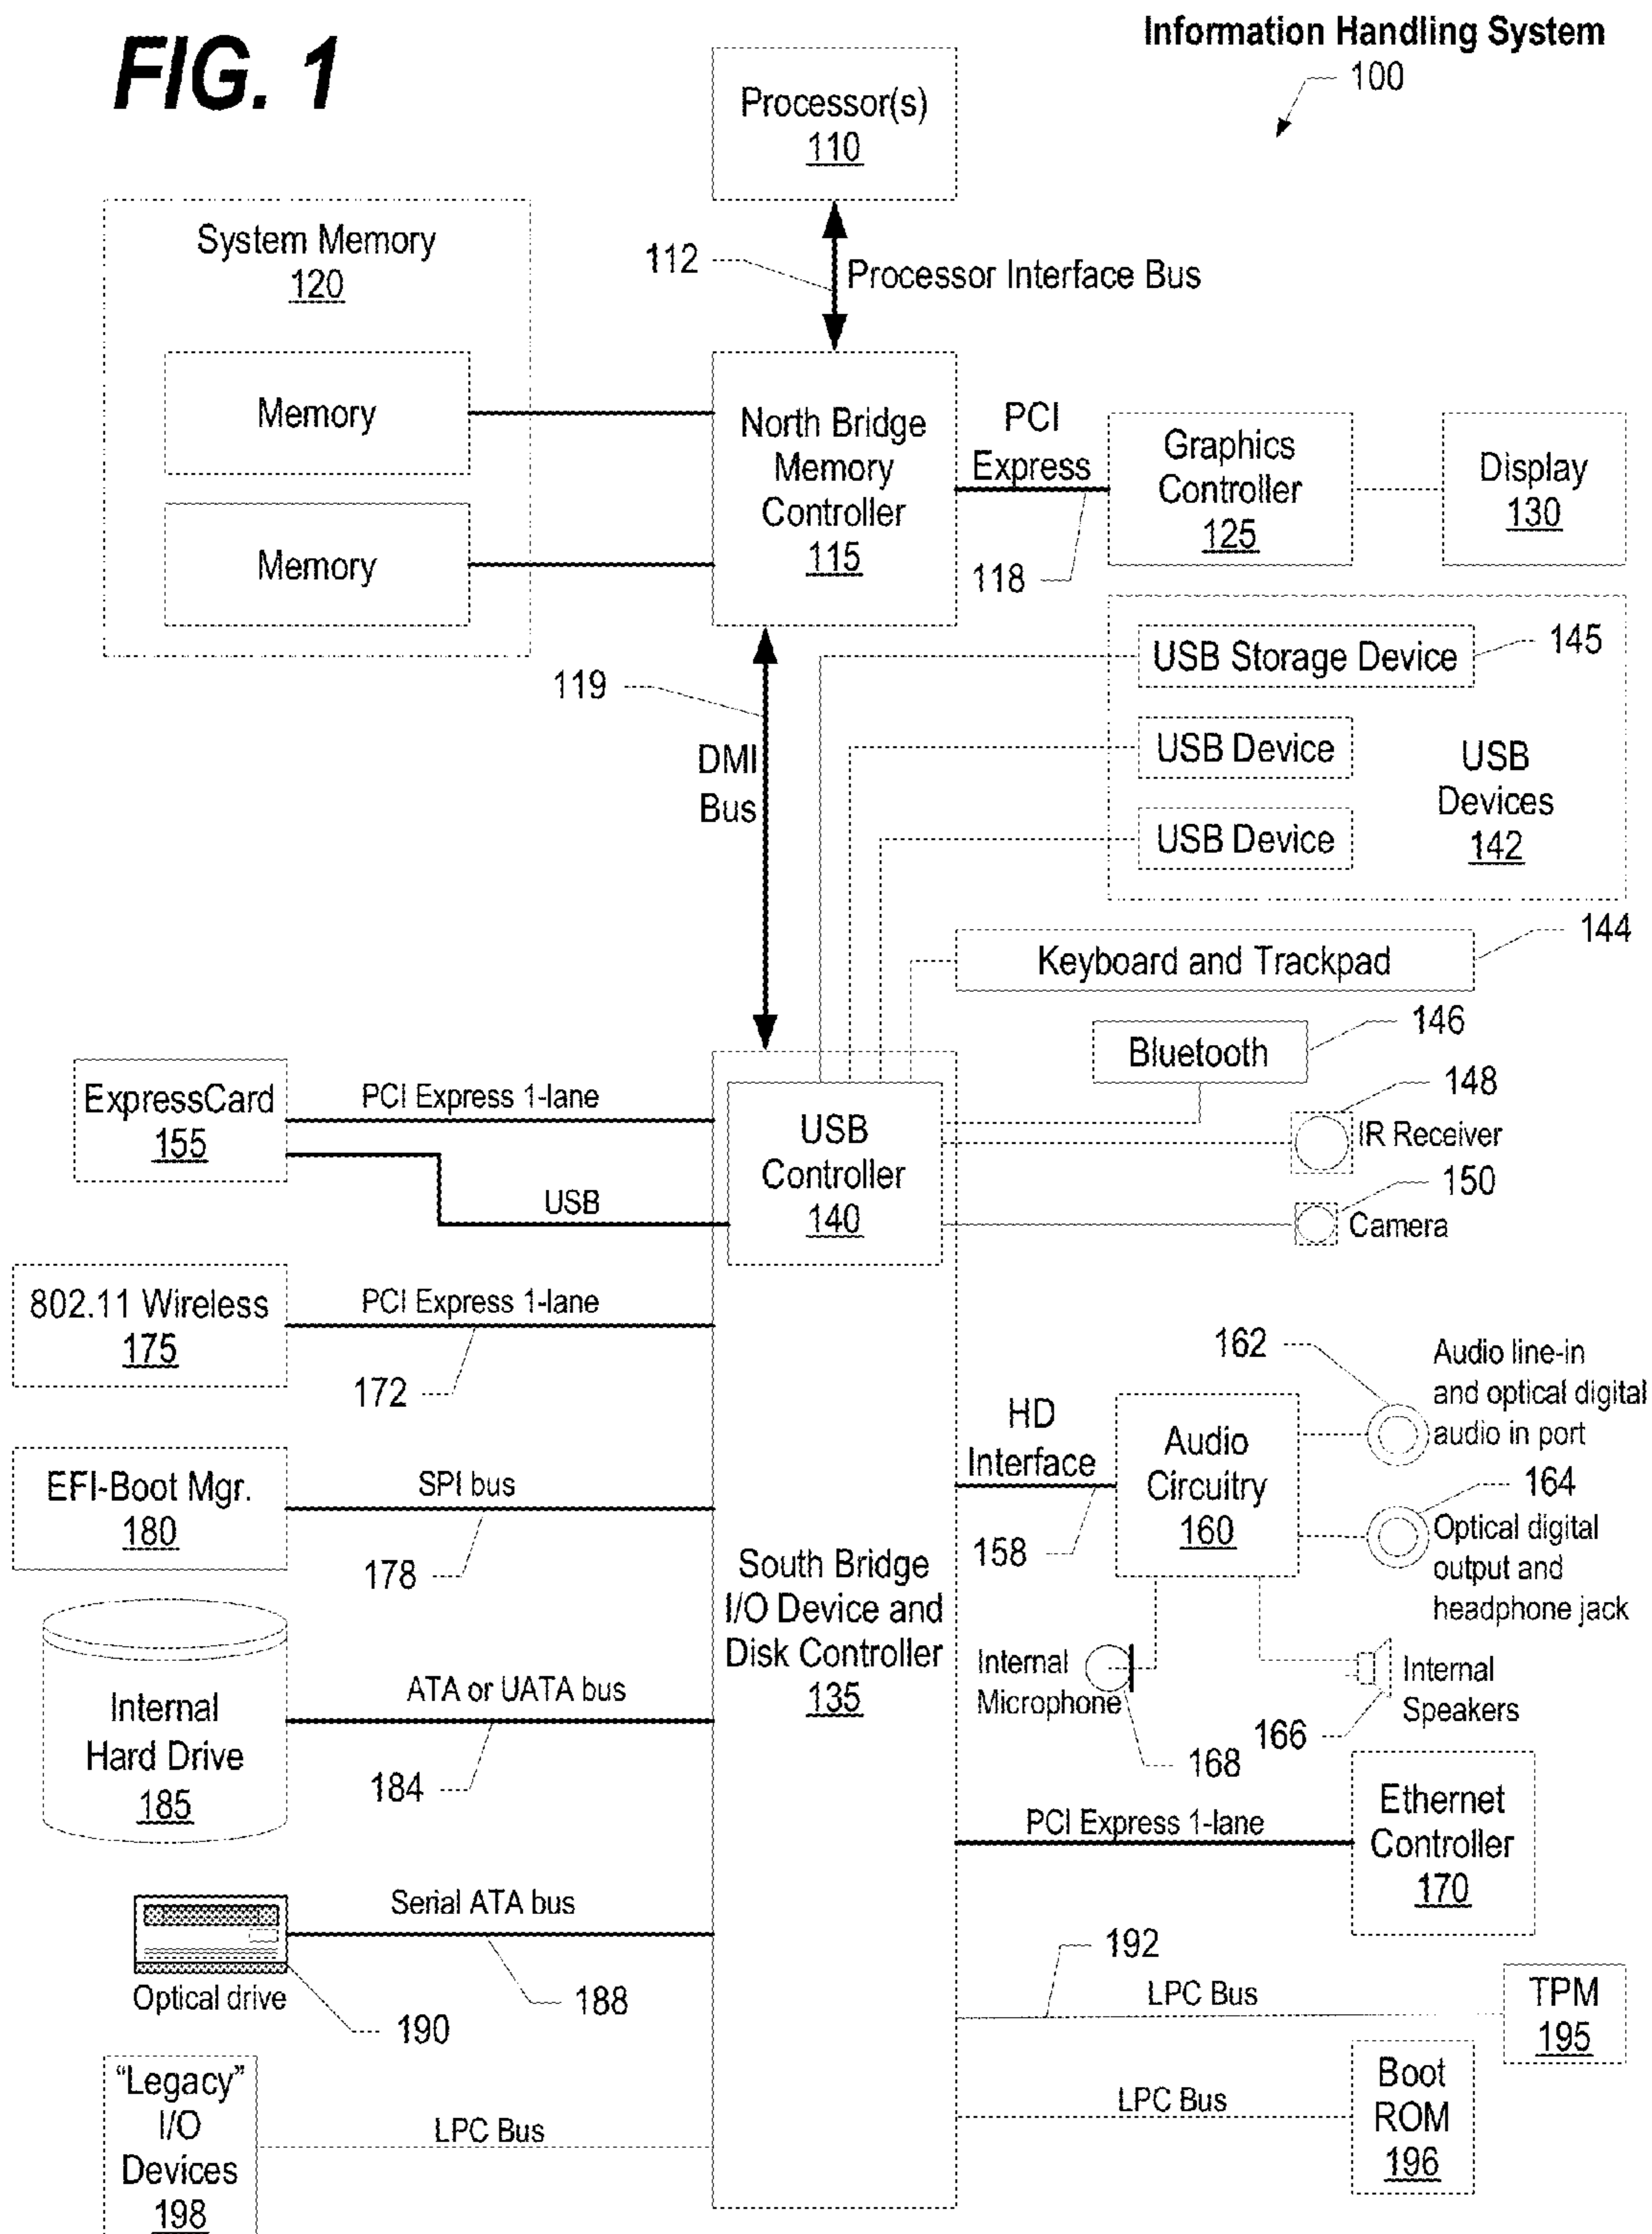 FIG. 1
Information Handling System
100
Processor(s)
110
System Memory
120
112
Processor Interface Bus
Memory
Memory
North Bridge
Memory
Controller
115
PCI
Express
118
Graphics
Controller
125
Display
130
119
DMI
Bus
USB Storage Device
145
USB Device
USB Device
USB
Devices
142
144
Keyboard and Trackpad
146
Bluetooth
148
IR Receiver
150
Camera
ExpressCard
155
PCI Express 1-lane
USB
USB
Controller
140
802.11 Wireless
175
PCI Express 1-lane
172
EFI-Boot Mgr.
180
SPI bus
178
162
Audio line-in
and optical digital
audio in port
HD
Interface
158
Audio
Circuitry
160
164
Optical digital
output and
headphone jack
South Bridge
I/O Device and
Disk Controller
135
Internal
Microphone
168
166
Internal
Speakers
Internal
Hard Drive
185
ATA or UATA bus
184
PCI Express 1-lane
Ethernet
Controller
170
Serial ATA bus
188
Optical drive
190
192
LPC Bus
TPM
195
"Legacy"
I/O
Devices
198
LPC Bus
LPC Bus
Boot
ROM
196